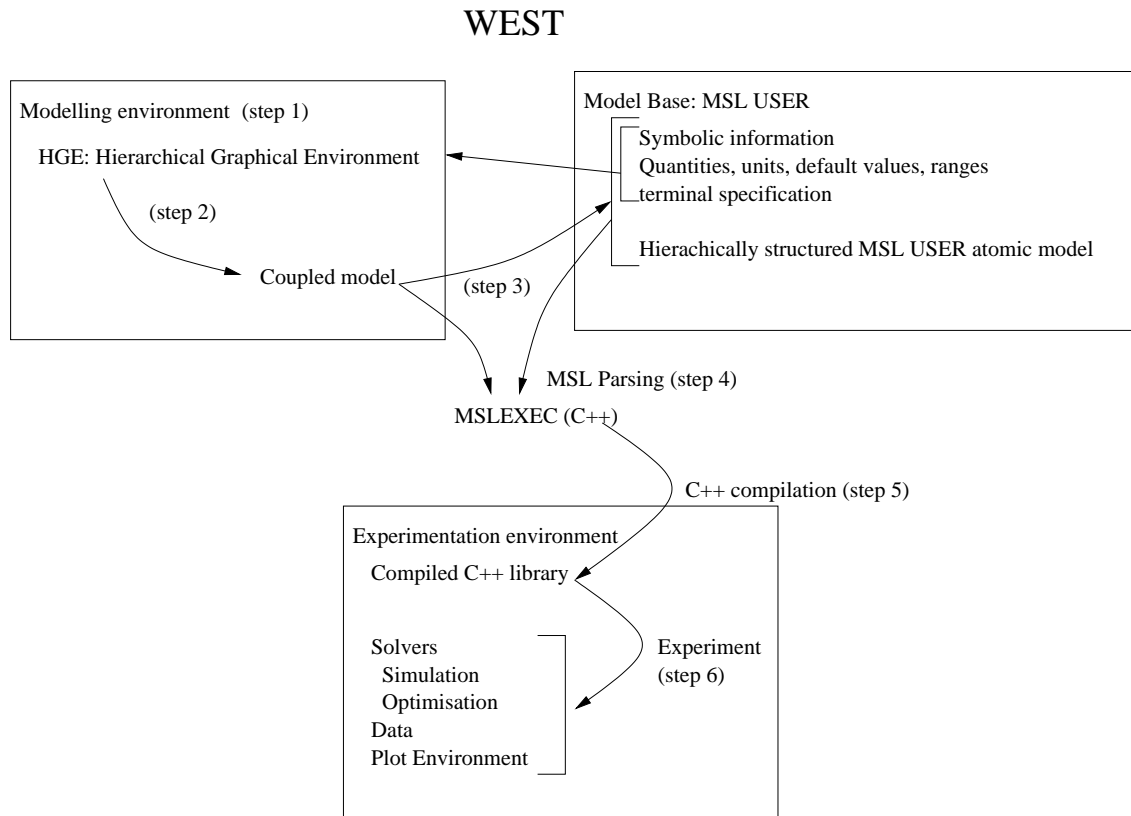 WEST
Modelling environment (step 1)
HGE: Hierarchical Graphical Environment
(step 2)
Coupled model
(step 3)
Model Base: MSL USER
Symbolic information
Quantities, units, default values, ranges
terminal specification
Hierachically structured MSL USER atomic model
MSL Parsing (step 4)
MSLEXEC (C++)
C++ compilation (step 5)
Experimentation environment
Compiled C++ library
Solvers
Simulation
Optimisation
Data
Plot Environment
Experiment
(step 6)